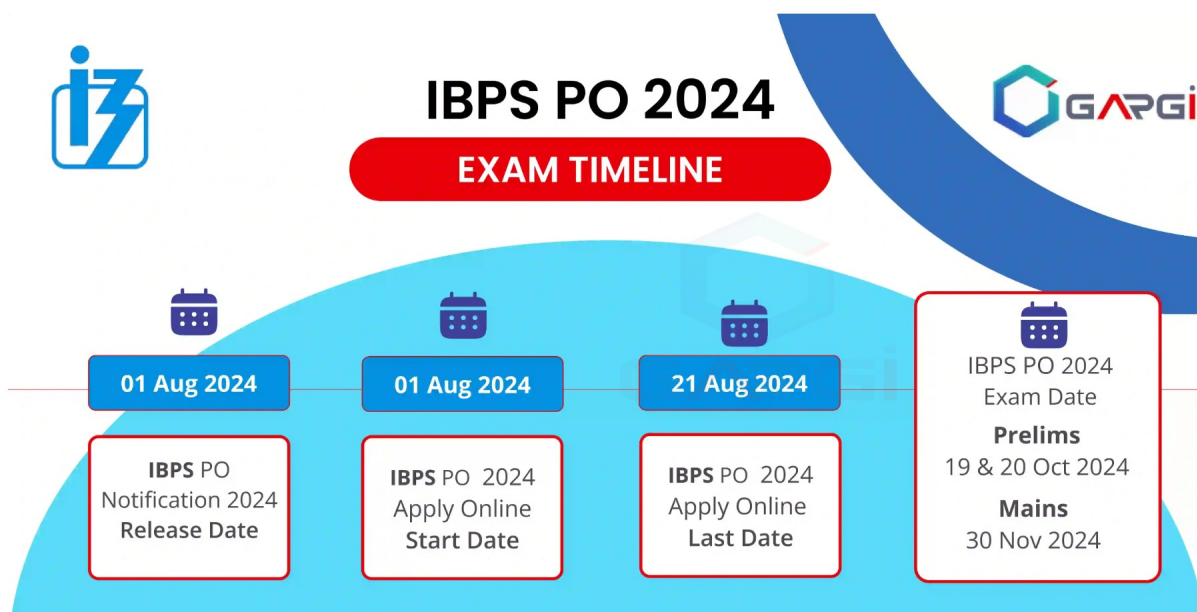 IBPS PO 2024
GARGI
EXAM TIMELINE
01 Aug 2024
IBPS PO
Notification 2024
Release Date
01 Aug 2024
IBPS PO 2024
Apply Online
Start Date
21 Aug 2024
IBPS PO 2024
Apply Online
Last Date
IBPS PO 2024
Exam Date
Prelims
19 & 20 Oct 2024
Mains
30 Nov 2024
GARGI